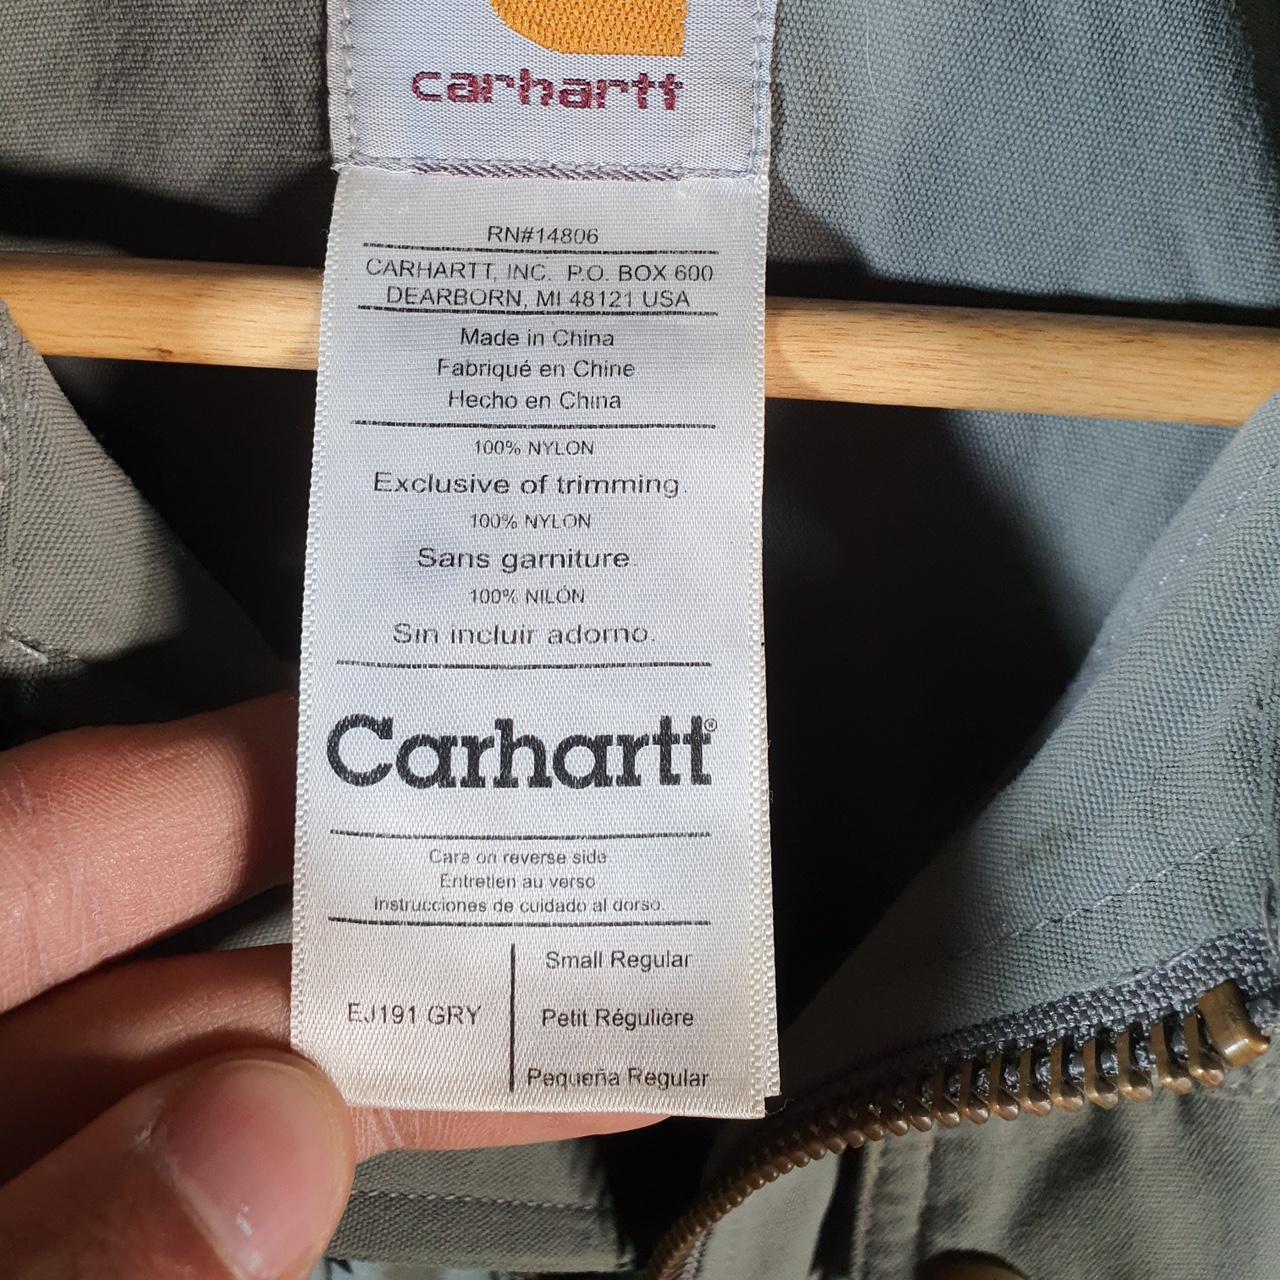 carhartt
RN#14806
CARHARTT, INC. P.O. BOX 600
DEARBORN, MI 48121 USA
Made in China
Fabriqué en Chine
Hecho en China
100% NYLON
Exclusive of trimming.
100% NYLON
Sans garniture.
100% NILÓN
Sin incluir adorno.
Carhartt®
Care on reverse side
Entretien au verso
Instrucciones de cuidado al dorso.
Small Regular
EJ191 GRY
Petit Régulière
Pequeña Regular